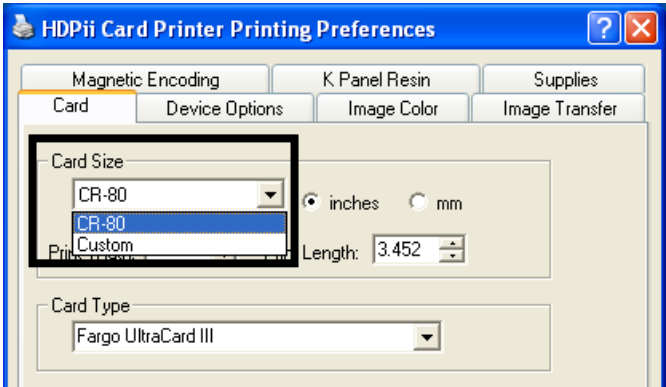 HDPii Card Printer Printing Preferences
Magnetic Encoding K Panel Resin Supplies
Card Device Options Image Color Image Transfer
Card Size
CR-80 inches mm
CR-80
Custom
Length: 3.452
Card Type
Fargo UltraCard III